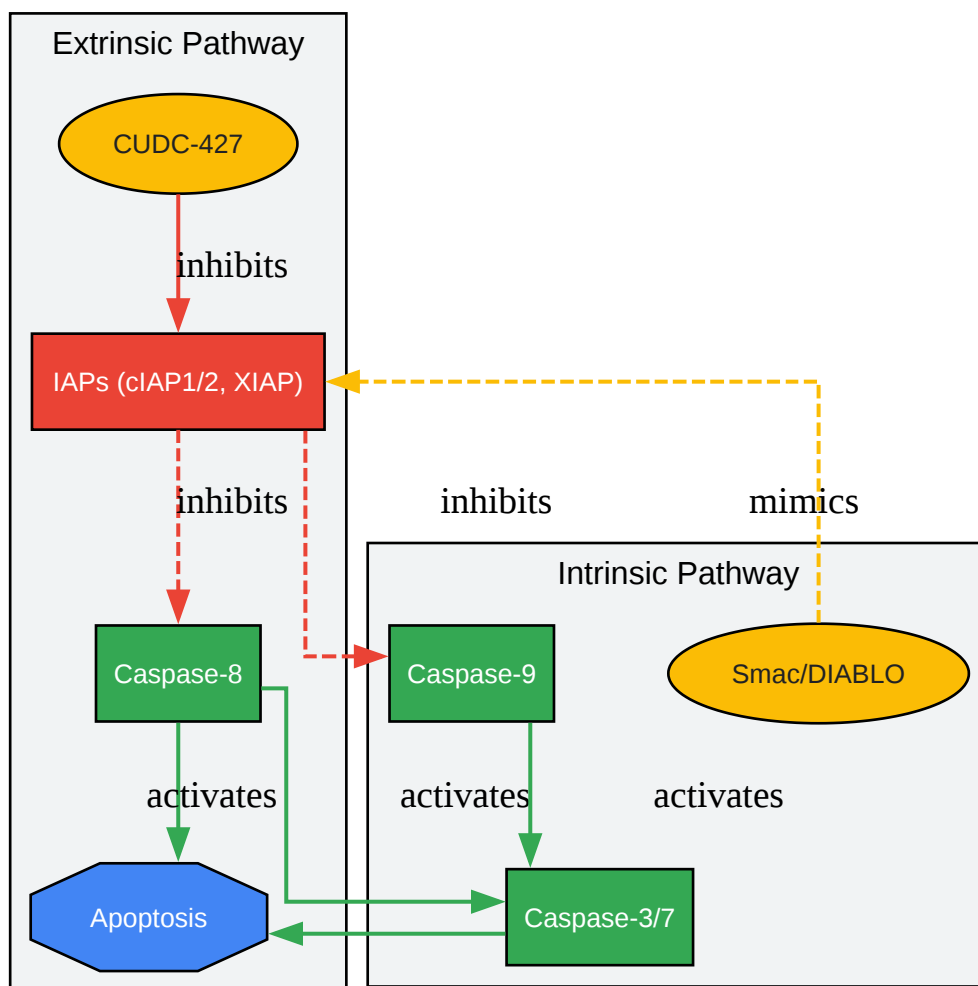 Extrinsic Pathway
CUDC-427
inhibits
IAPs (cIAP1/2, XIAP)
inhibits
inhibits
mimics
Intrinsic Pathway
Caspase-8
Caspase-9
Smac/DIABLO
activates
activates
activates
Apoptosis
Caspase-3/7